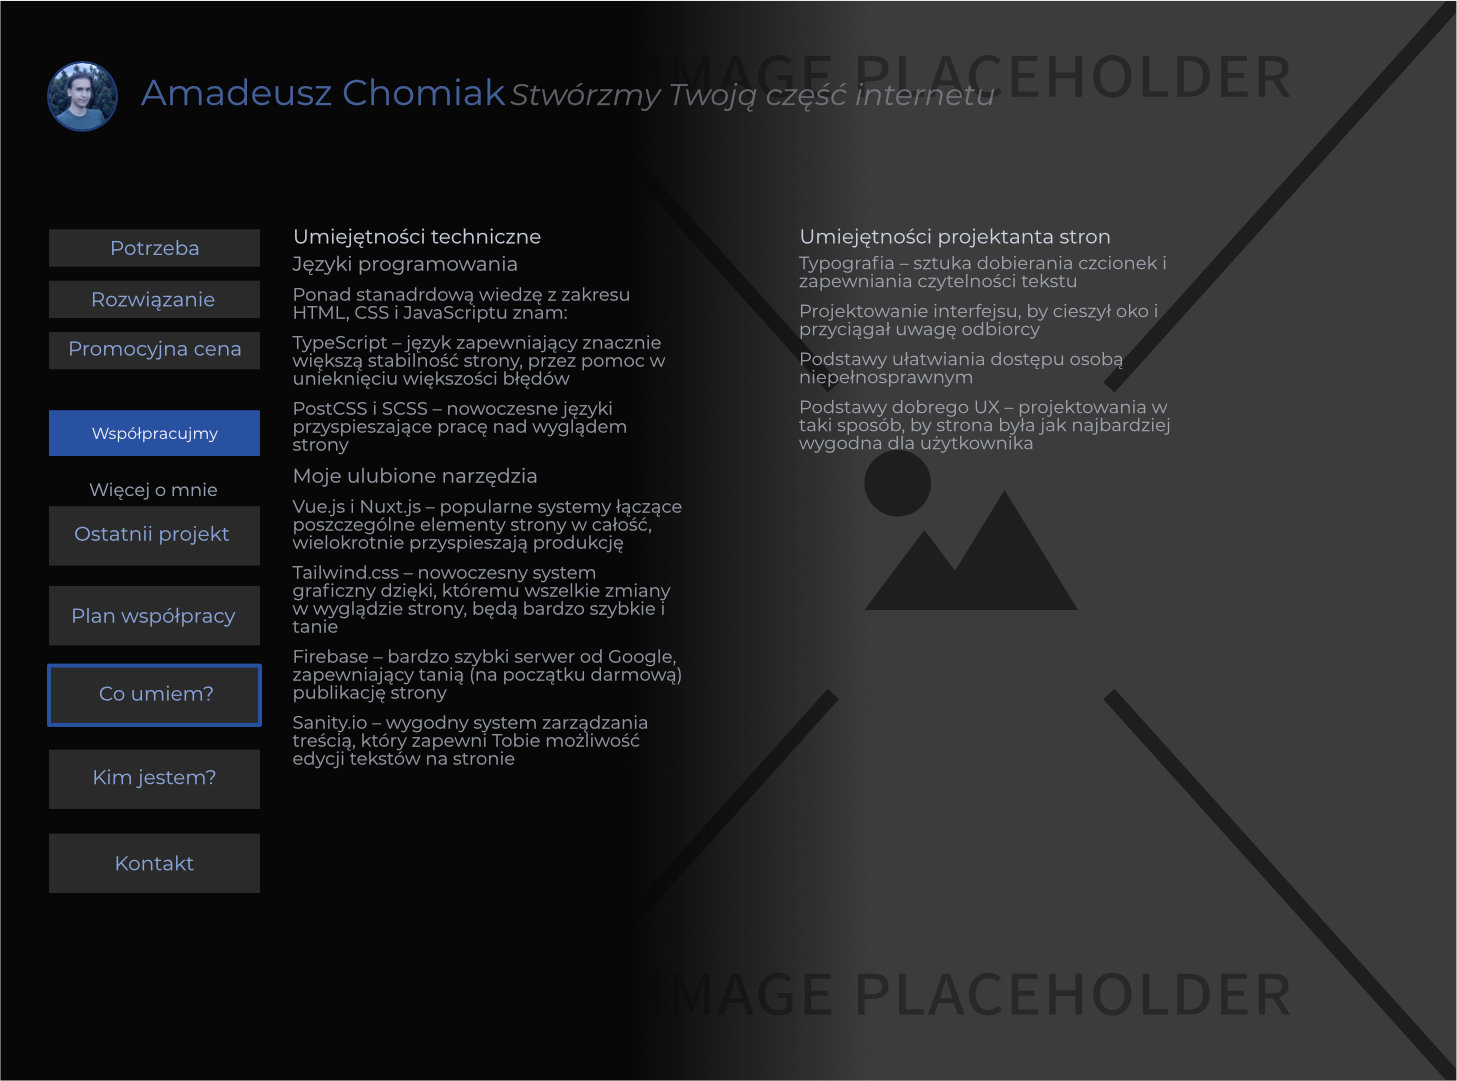 IMAGE PLACEHOLDER
Amadeusz Chomiak Stwórzmy Twoją część internetu
Potrzeba
Rozwiązanie
Promocyjna cena
Współpracujmy
Więcej o mnie
Ostatnii projekt
Plan współpracy
Co umiem?
Kim jestem?
Kontakt
Umiejętności techniczne
Języki programowania
Ponad stanadrdową wiedzę z zakresu
HTML, CSS i JavaScriptu znam:
TypeScript – język zapewniający znacznie
większą stabilność strony, przez pomoc w
unieknięciu większości błędów
PostCSS i SCSS – nowoczesne języki
przyspieszające pracę nad wyglądem
strony
Moje ulubione narzędzia
Vue.js i Nuxt.js – popularne systemy łączące
poszczególne elementy strony w całość,
wielokrotnie przyspieszają produkcję
Tailwind.css – nowoczesny system
graficzny dzięki, któremu wszelkie zmiany
w wyglądzie strony, będą bardzo szybkie i
tanie
Firebase – bardzo szybki serwer od Google,
zapewniający tanią (na początku darmową)
publikację strony
Sanity.io – wygodny system zarządzania
treścią, który zapewni Tobie możliwość
edycji tekstów na stronie
Umiejętności projektanta stron
Typografia – sztuka dobierania czcionek i
zapewniania czytelności tekstu
Projektowanie interfejsu, by cieszył oko i
przyciągał uwagę odbiorcy
Podstawy ułatwiania dostępu osobą
niepełnosprawnym
Podstawy dobrego UX – projektowania w
taki sposób, by strona była jak najbardziej
wygodna dla użytkownika
IMAGE PLACEHOLDER